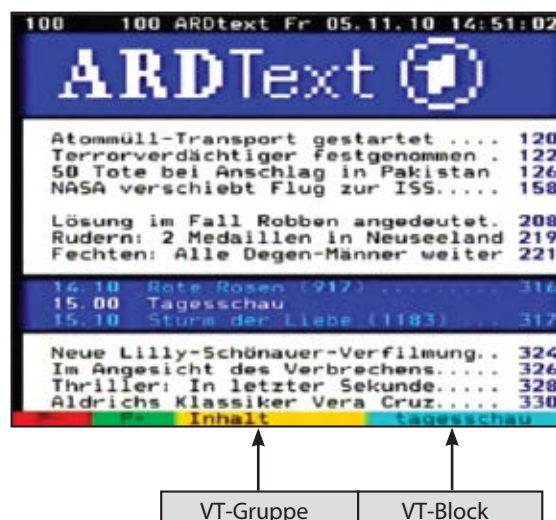 100 100 ARDtext Fr 05.11.10 14:51:02
ARDText 1
Atommüll-Transport gestartet .... 120
Terrorverdächtiger festgenommen . 122
50 Tote bei Anschlag in Pakistan 126
NASA verschiebt Flug zur ISS..... 158
Lösung im Fall Robben angedeutet. 208
Rudern: 2 Medaillen in Neuseeland 219
Fechten: Alle Degen-Männer weiter 221
14.10 Rote Rosen (917) .......... 316
15.00 Tagesschau
15.10 Sturm der Liebe (1183) ... 317
Neue Lilly-Schönauer-Verfilmung.. 324
Im Angesicht des Verbrechens..... 326
Thriller: In letzter Sekunde..... 328
Aldrichs Klassiker Vera Cruz..... 330
P- P+ Inhalt tagesschau
VT-Gruppe VT-Block